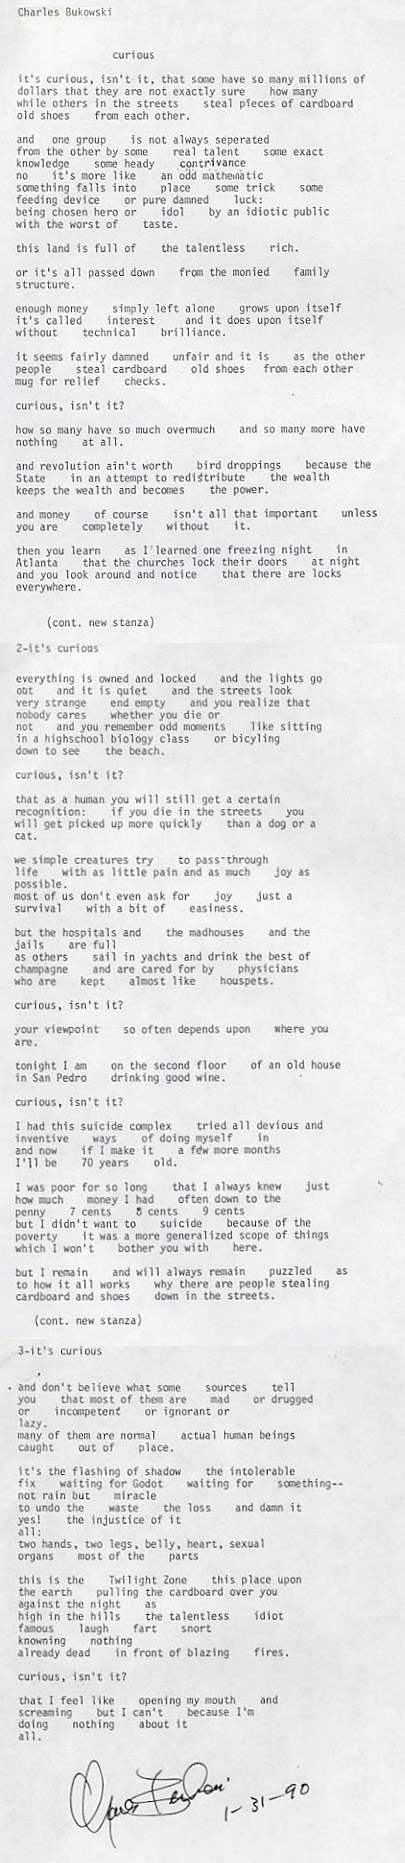 Charles Bukowski
curious
it's curious, isn't it, that some have so many millions of
dollars that they are not exactly sure how many
while others in the streets steal pieces of cardboard
old shoes from each other.
and one group is not always seperated
from the other by some real talent some exact
knowledge some heady contrivance
no it's more like an odd mathematic
something falls into place some trick some
feeding device or pure damned luck:
being chosen hero or idol by an idiotic public
with the worst of taste.
this land is full of the talentless rich.
or it's all passed down from the monied family
structure.
enough money simply left alone grows upon itself
it's called interest and it does upon itself
without technical brilliance.
it seems fairly damned unfair and it is as the other
people steal cardboard old shoes from each other
mug for relief checks.
curious, isn't it?
how so many have so much overmuch and so many more have
nothing at all.
and revolution ain't worth bird droppings because the
State in an attempt to redistribute the wealth
keeps the wealth and becomes the power.
and money of course isn't all that important unless
you are completely without it.
then you learn as I learned one freezing night in
Atlanta that the churches lock their doors at night
and you look around and notice that there are locks
everywhere.
(cont. new stanza)
2-it's curious
everything is owned and locked and the lights go
out and it is quiet and the streets look
very strange end empty and you realize that
nobody cares whether you die or
not and you remember odd moments like sitting
in a highschool biology class or bicyling
down to see the beach.
curious, isn't it?
that as a human you will still get a certain
recognition: if you die in the streets you
will get picked up more quickly than a dog or a
cat.
we simple creatures try to pass through
life with as little pain and as much joy as
possible.
most of us don't even ask for joy just a
survival with a bit of easiness.
but the hospitals and the madhouses and the
jails are full
as others sail in yachts and drink the best of
champagne and are cared for by physicians
who are kept almost like houspets.
curious, isn't it?
your viewpoint so often depends upon where you
are.
tonight I am on the second floor of an old house
in San Pedro drinking good wine.
curious, isn't it?
I had this suicide complex tried all devious and
inventive ways of doing myself in
and now if I make it a few more months
I'll be 70 years old.
I was poor for so long that I always knew just
how much money I had often down to the
penny 7 cents 8 cents 9 cents
but I didn't want to suicide because of the
poverty it was a more generalized scope of things
which I won't bother you with here.
but I remain and will always remain puzzled as
to how it all works why there are people stealing
cardboard and shoes down in the streets.
(cont. new stanza)
3-it's curious
and don't believe what some sources tell
you that most of them are mad or drugged
or incompetent or ignorant or
lazy.
many of them are normal actual human beings
caught out of place.
it's the flashing of shadow the intolerable
fix waiting for Godot waiting for something--
not rain but miracle
to undo the waste the loss and damn it
yes! the injustice of it
all:
two hands, two legs, belly, heart, sexual
organs most of the parts
this is the Twilight Zone this place upon
the earth pulling the cardboard over you
against the night as
high in the hills the talentless idiot
famous laugh fart snort
knowning nothing
already dead in front of blazing fires.
curious, isn't it?
that I feel like opening my mouth and
screaming but I can't because I'm
doing nothing about it
all.
1-31-90